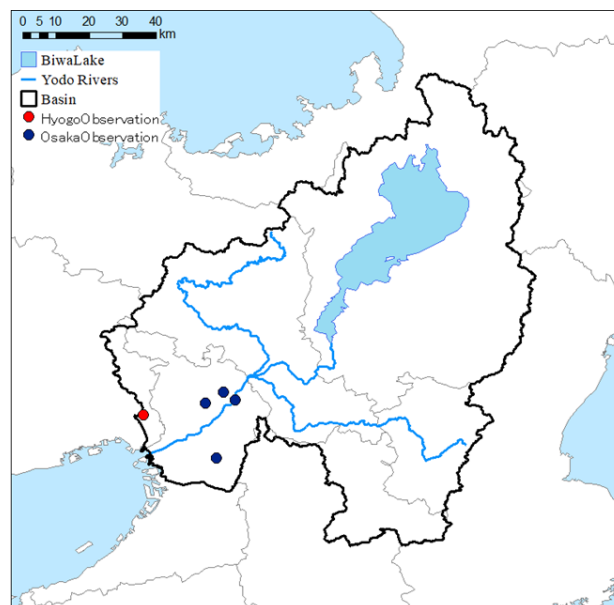 0 5 10 20 30 40
km
BiwaLake
Yodo Rivers
Basin
HyogoObservation
OsakaObservation